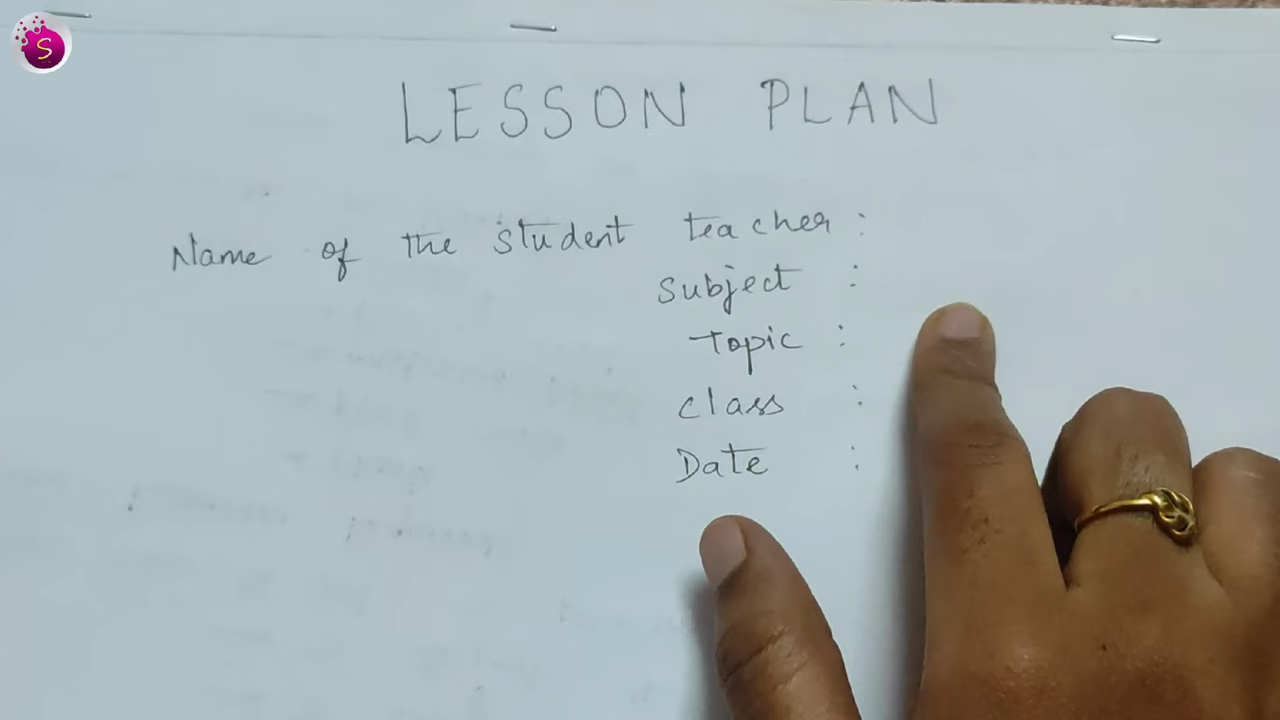 S
LESSON PLAN
Name of the student teacher :
Subject :
Topic :
class :
Date :